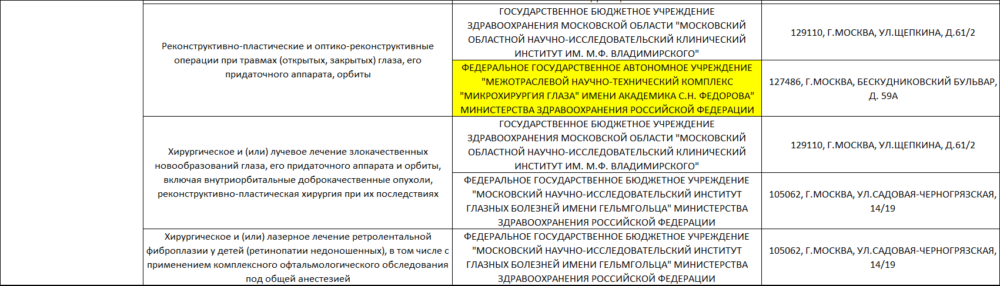 Реконструктивно-пластические и оптико-реконструктивные
операции при травмах (открытых, закрытых) глаза, его
придаточного аппарата, орбиты
ГОСУДАРСТВЕННОЕ БЮДЖЕТНОЕ УЧРЕЖДЕНИЕ
ЗДРАВООХРАНЕНИЯ МОСКОВСКОЙ ОБЛАСТИ "МОСКОВСКИЙ
ОБЛАСТНОЙ НАУЧНО-ИССЛЕДОВАТЕЛЬСКИЙ КЛИНИЧЕСКИЙ
ИНСТИТУТ ИМ. М.Ф. ВЛАДИМИРСКОГО"
129110, Г.МОСКВА, УЛ.ЩЕПКИНА, Д.61/2
ФЕДЕРАЛЬНОЕ ГОСУДАРСТВЕННОЕ АВТОНОМНОЕ УЧРЕЖДЕНИЕ
"МЕЖОТРАСЛЕВОЙ НАУЧНО-ТЕХНИЧЕСКИЙ КОМПЛЕКС
"МИКРОХИРУРГИЯ ГЛАЗА" ИМЕНИ АКАДЕМИКА С.Н. ФЕДОРОВА"
МИНИСТЕРСТВА ЗДРАВООХРАНЕНИЯ РОССИЙСКОЙ ФЕДЕРАЦИИ
127486, Г.МОСКВА, БЕСКУДНИКОВСКИЙ БУЛЬВАР,
Д. 59А
Хирургическое и (или) лучевое лечение злокачественных
новообразований глаза, его придаточного аппарата и орбиты,
включая внутриорбитальные доброкачественные опухоли,
реконструктивно-пластическая хирургия при их последствиях
ГОСУДАРСТВЕННОЕ БЮДЖЕТНОЕ УЧРЕЖДЕНИЕ
ЗДРАВООХРАНЕНИЯ МОСКОВСКОЙ ОБЛАСТИ "МОСКОВСКИЙ
ОБЛАСТНОЙ НАУЧНО-ИССЛЕДОВАТЕЛЬСКИЙ КЛИНИЧЕСКИЙ
ИНСТИТУТ ИМ. М.Ф. ВЛАДИМИРСКОГО"
129110, Г.МОСКВА, УЛ.ЩЕПКИНА, Д.61/2
ФЕДЕРАЛЬНОЕ ГОСУДАРСТВЕННОЕ БЮДЖЕТНОЕ УЧРЕЖДЕНИЕ
"МОСКОВСКИЙ НАУЧНО-ИССЛЕДОВАТЕЛЬСКИЙ ИНСТИТУТ
ГЛАЗНЫХ БОЛЕЗНЕЙ ИМЕНИ ГЕЛЬМГОЛЬЦА" МИНИСТЕРСТВА
ЗДРАВООХРАНЕНИЯ РОССИЙСКОЙ ФЕДЕРАЦИИ
105062, Г.МОСКВА, УЛ.САДОВАЯ-ЧЕРНОГРЯЗСКАЯ,
14/19
Хирургическое и (или) лазерное лечение ретролентальной
фиброплазии у детей (ретинопатии недоношенных), в том числе с
применением комплексного офтальмологического обследования
под общей анестезией
ФЕДЕРАЛЬНОЕ ГОСУДАРСТВЕННОЕ БЮДЖЕТНОЕ УЧРЕЖДЕНИЕ
"МОСКОВСКИЙ НАУЧНО-ИССЛЕДОВАТЕЛЬСКИЙ ИНСТИТУТ
ГЛАЗНЫХ БОЛЕЗНЕЙ ИМЕНИ ГЕЛЬМГОЛЬЦА" МИНИСТЕРСТВА
ЗДРАВООХРАНЕНИЯ РОССИЙСКОЙ ФЕДЕРАЦИИ
105062, Г.МОСКВА, УЛ.САДОВАЯ-ЧЕРНОГРЯЗСКАЯ,
14/19